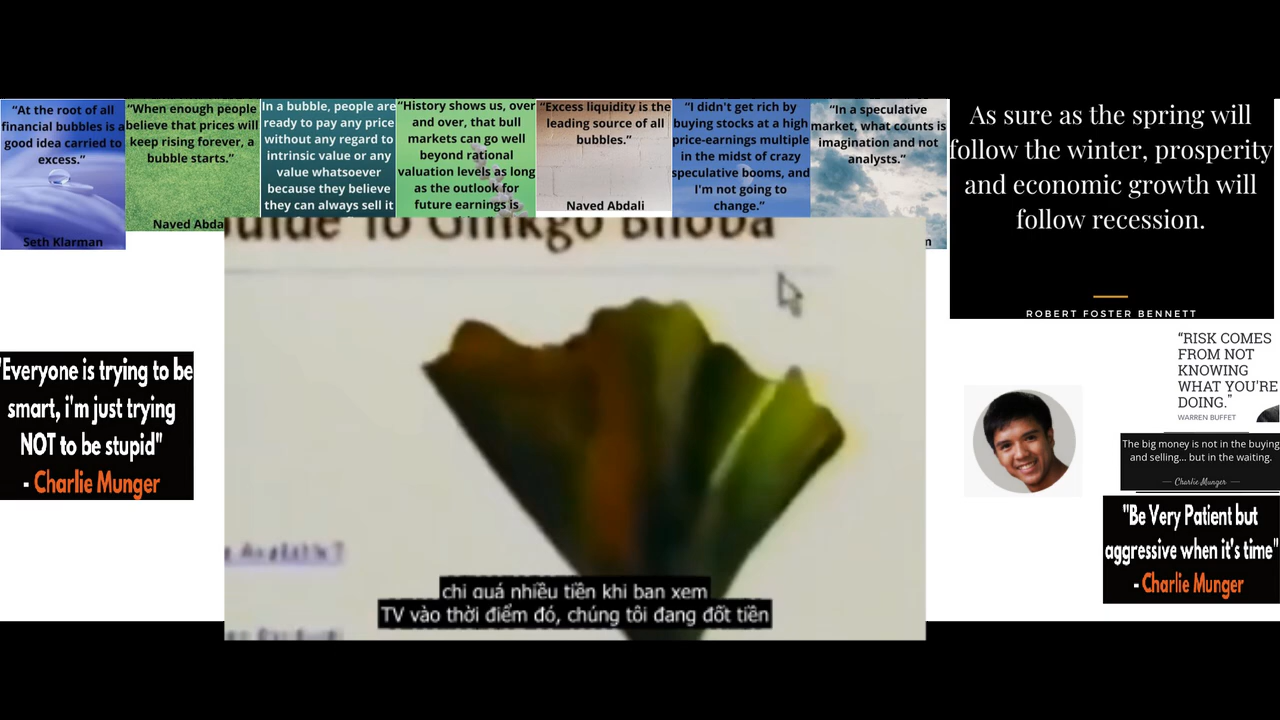 “At the root of all
financial bubbles is a
good idea carried to
excess.”
Seth Klarman
“When enough people
believe that prices will
keep rising forever, a
bubble starts.”
Naved Abda
In a bubble, people are
ready to pay any price
without any regard to
intrinsic value or any
value whatsoever
because they believe
they can always sell it
“History shows us, over
and over, that bull
markets can go well
beyond rational
valuation levels as long
as the outlook for
future earnings is
“Excess liquidity is the
leading source of all
bubbles.”
Naved Abdali
“I didn't get rich by
buying stocks at a high
price-earnings multiple
in the midst of crazy
speculative booms, and
I'm not going to
change.”
“In a speculative
market, what counts is
imagination and not
analysts.”
As sure as the spring will
follow the winter, prosperity
and economic growth will
follow recession.
ROBERT FOSTER BENNETT
To Ginkgo Biloba
"Everyone is trying to be
smart, i'm just trying
NOT to be stupid"
- Charlie Munger
“RISK COMES
FROM NOT
KNOWING
WHAT YOU'RE
DOING.”
WARREN BUFFET
The big money is not in the buying
and selling... but in the waiting.
— Charlie Munger —
"Be Very Patient but
aggressive when it's time"
- Charlie Munger
chi quá nhiều tiền khi bạn xem
TV vào thời điểm đó, chúng tôi đang đốt tiền